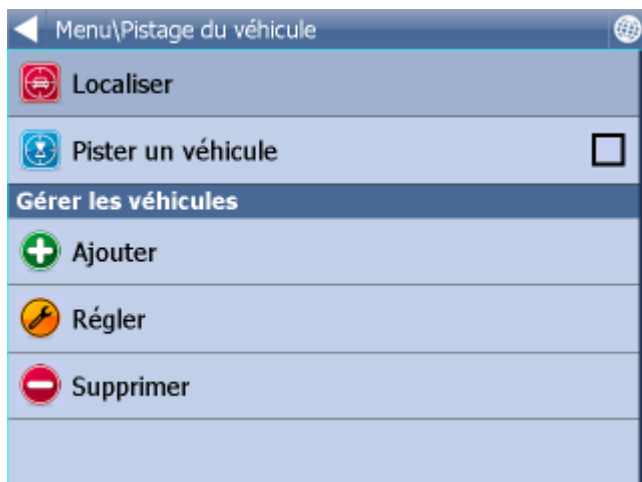 Menu\Pistage du véhicule
Localiser
Pister un véhicule
Gérer les véhicules
Ajouter
Régler
Supprimer